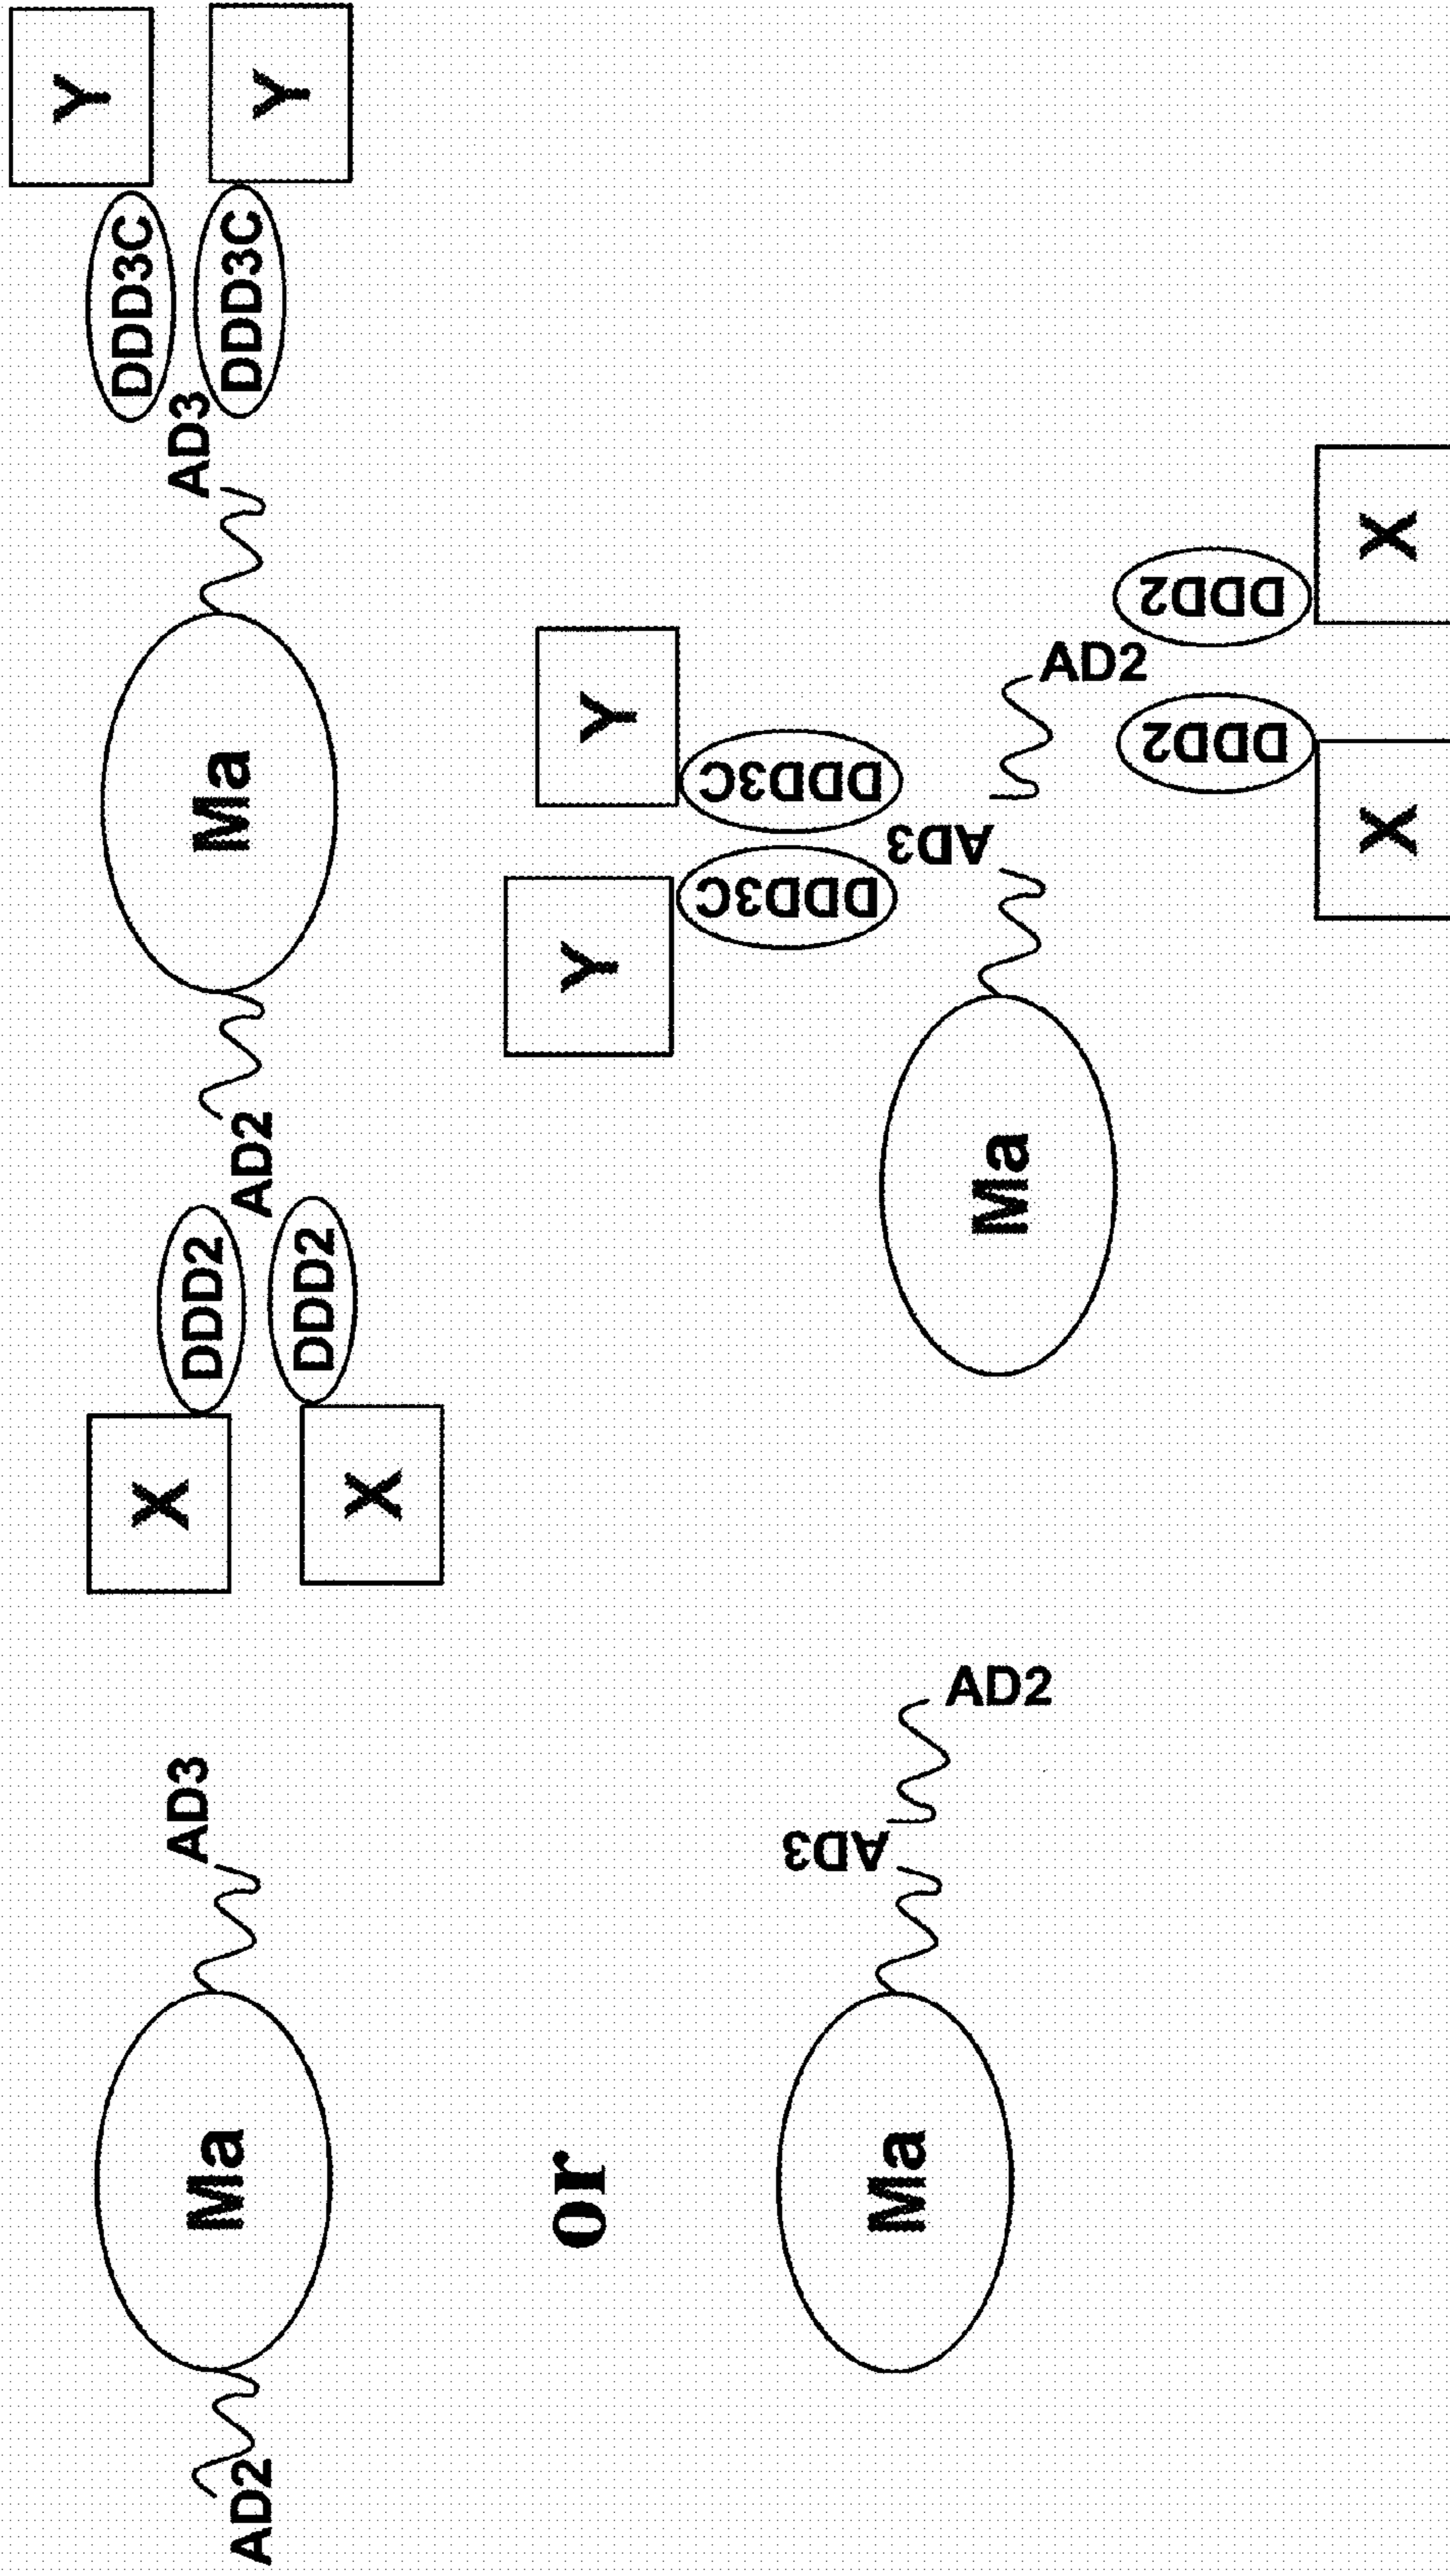 AD2 Ma AD3
X DDD2 DDD3C Y
AD2 Ma AD3
X DDD2 DDD3C Y
or
Ma AD3 AD2
Y Y
DDD3C DDD3C
Ma AD3 AD2
DDD2 DDD2
X X